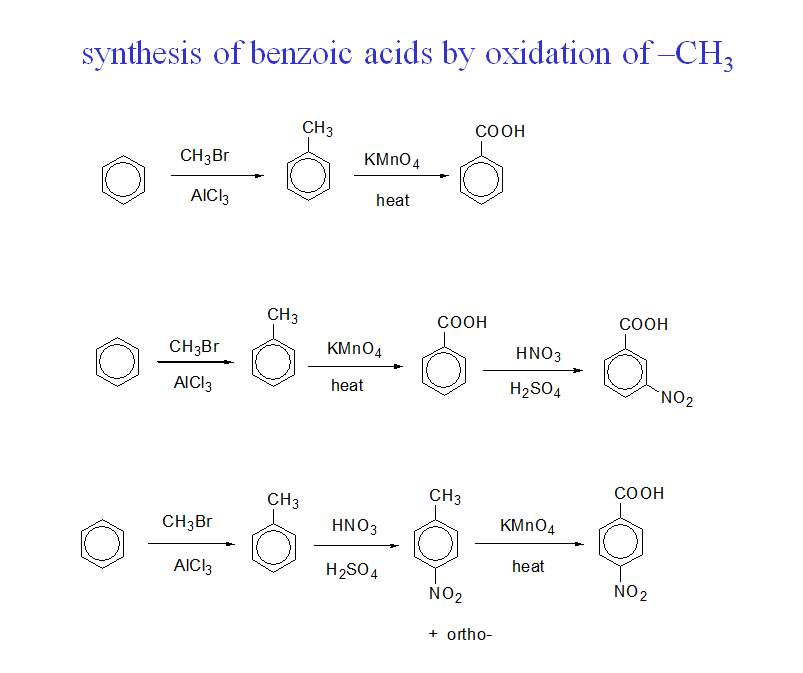 synthesis of benzoic acids by oxidation of –CH3
CH3
COOH
CH3Br
KMnO4
AlCl3
heat
CH3
COOH
COOH
CH3Br
KMnO4
HNO3
AlCl3
heat
H2SO4
NO2
CH3
CH3
COOH
CH3Br
HNO3
KMnO4
AlCl3
H2SO4
heat
NO2
NO2
+ ortho-